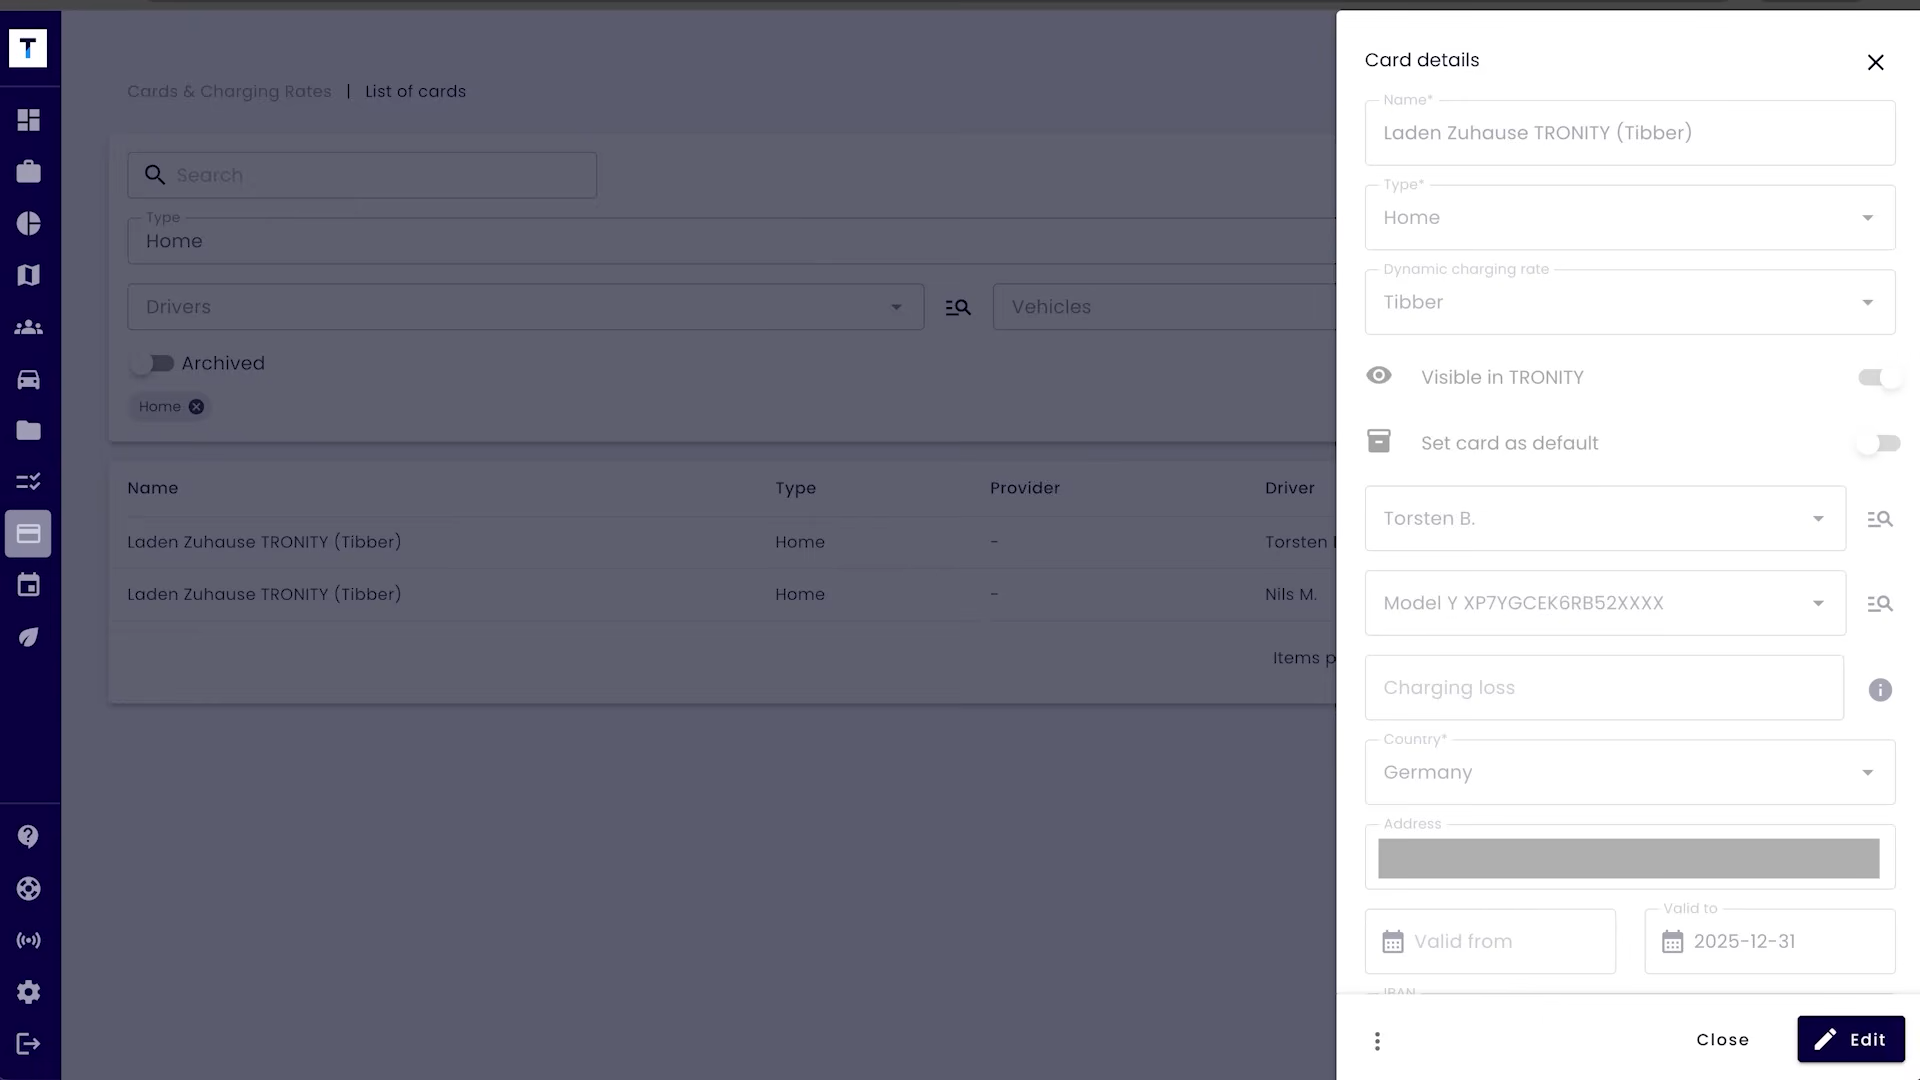 T
Cards & Charging Rates | List of cards
Search
Type
Home
Drivers
Vehicles
Archived
Home
Name Type Provider Driver
Laden Zuhause TRONITY (Tibber) Home - Torsten
Laden Zuhause TRONITY (Tibber) Home - Nils M.
Items p
Card details
Name*
Laden Zuhause TRONITY (Tibber)
Type*
Home
Dynamic charging rate
Tibber
Visible in TRONITY
Set card as default
Torsten B.
Model Y XP7YGCEK6RB52XXXX
Charging loss
Country*
Germany
Address
Valid from
Valid to
2025-12-31
IBAN
Close
Edit